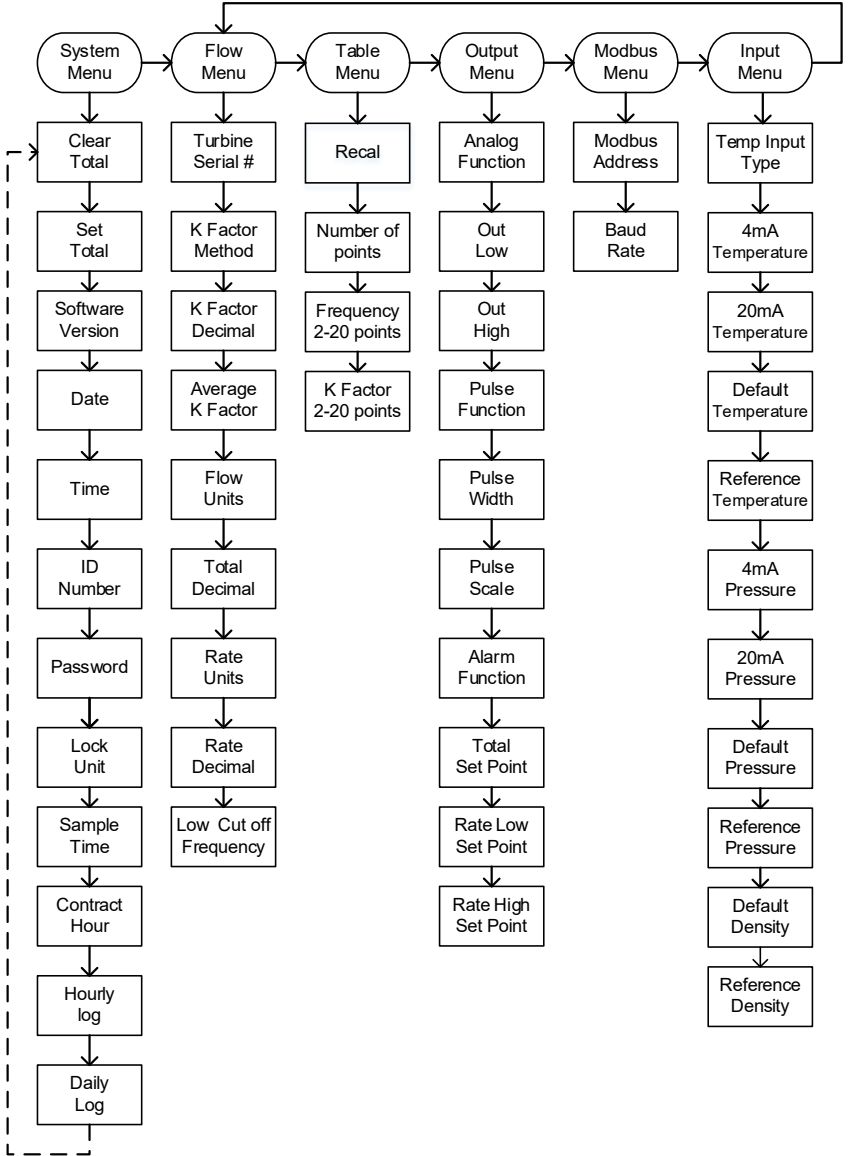 System
Menu
Flow
Menu
Table
Menu
Output
Menu
Modbus
Menu
Input
Menu
Clear
Total
Set
Total
Software
Version
Date
Time
ID
Number
Password
Lock
Unit
Sample
Time
Contract
Hour
Hourly
log
Daily
Log
Turbine
Serial #
K Factor
Method
K Factor
Decimal
Average
K Factor
Flow
Units
Total
Decimal
Rate
Units
Rate
Decimal
Low Cut off
Frequency
Recal
Number of
points
Frequency
2-20 points
K Factor
2-20 points
Analog
Function
Out
Low
Out
High
Pulse
Function
Pulse
Width
Pulse
Scale
Alarm
Function
Total
Set Point
Rate Low
Set Point
Rate High
Set Point
Modbus
Address
Baud
Rate
Temp Input
Type
4mA
Temperature
20mA
Temperature
Default
Temperature
Reference
Temperature
4mA
Pressure
20mA
Pressure
Default
Pressure
Reference
Pressure
Default
Density
Reference
Density